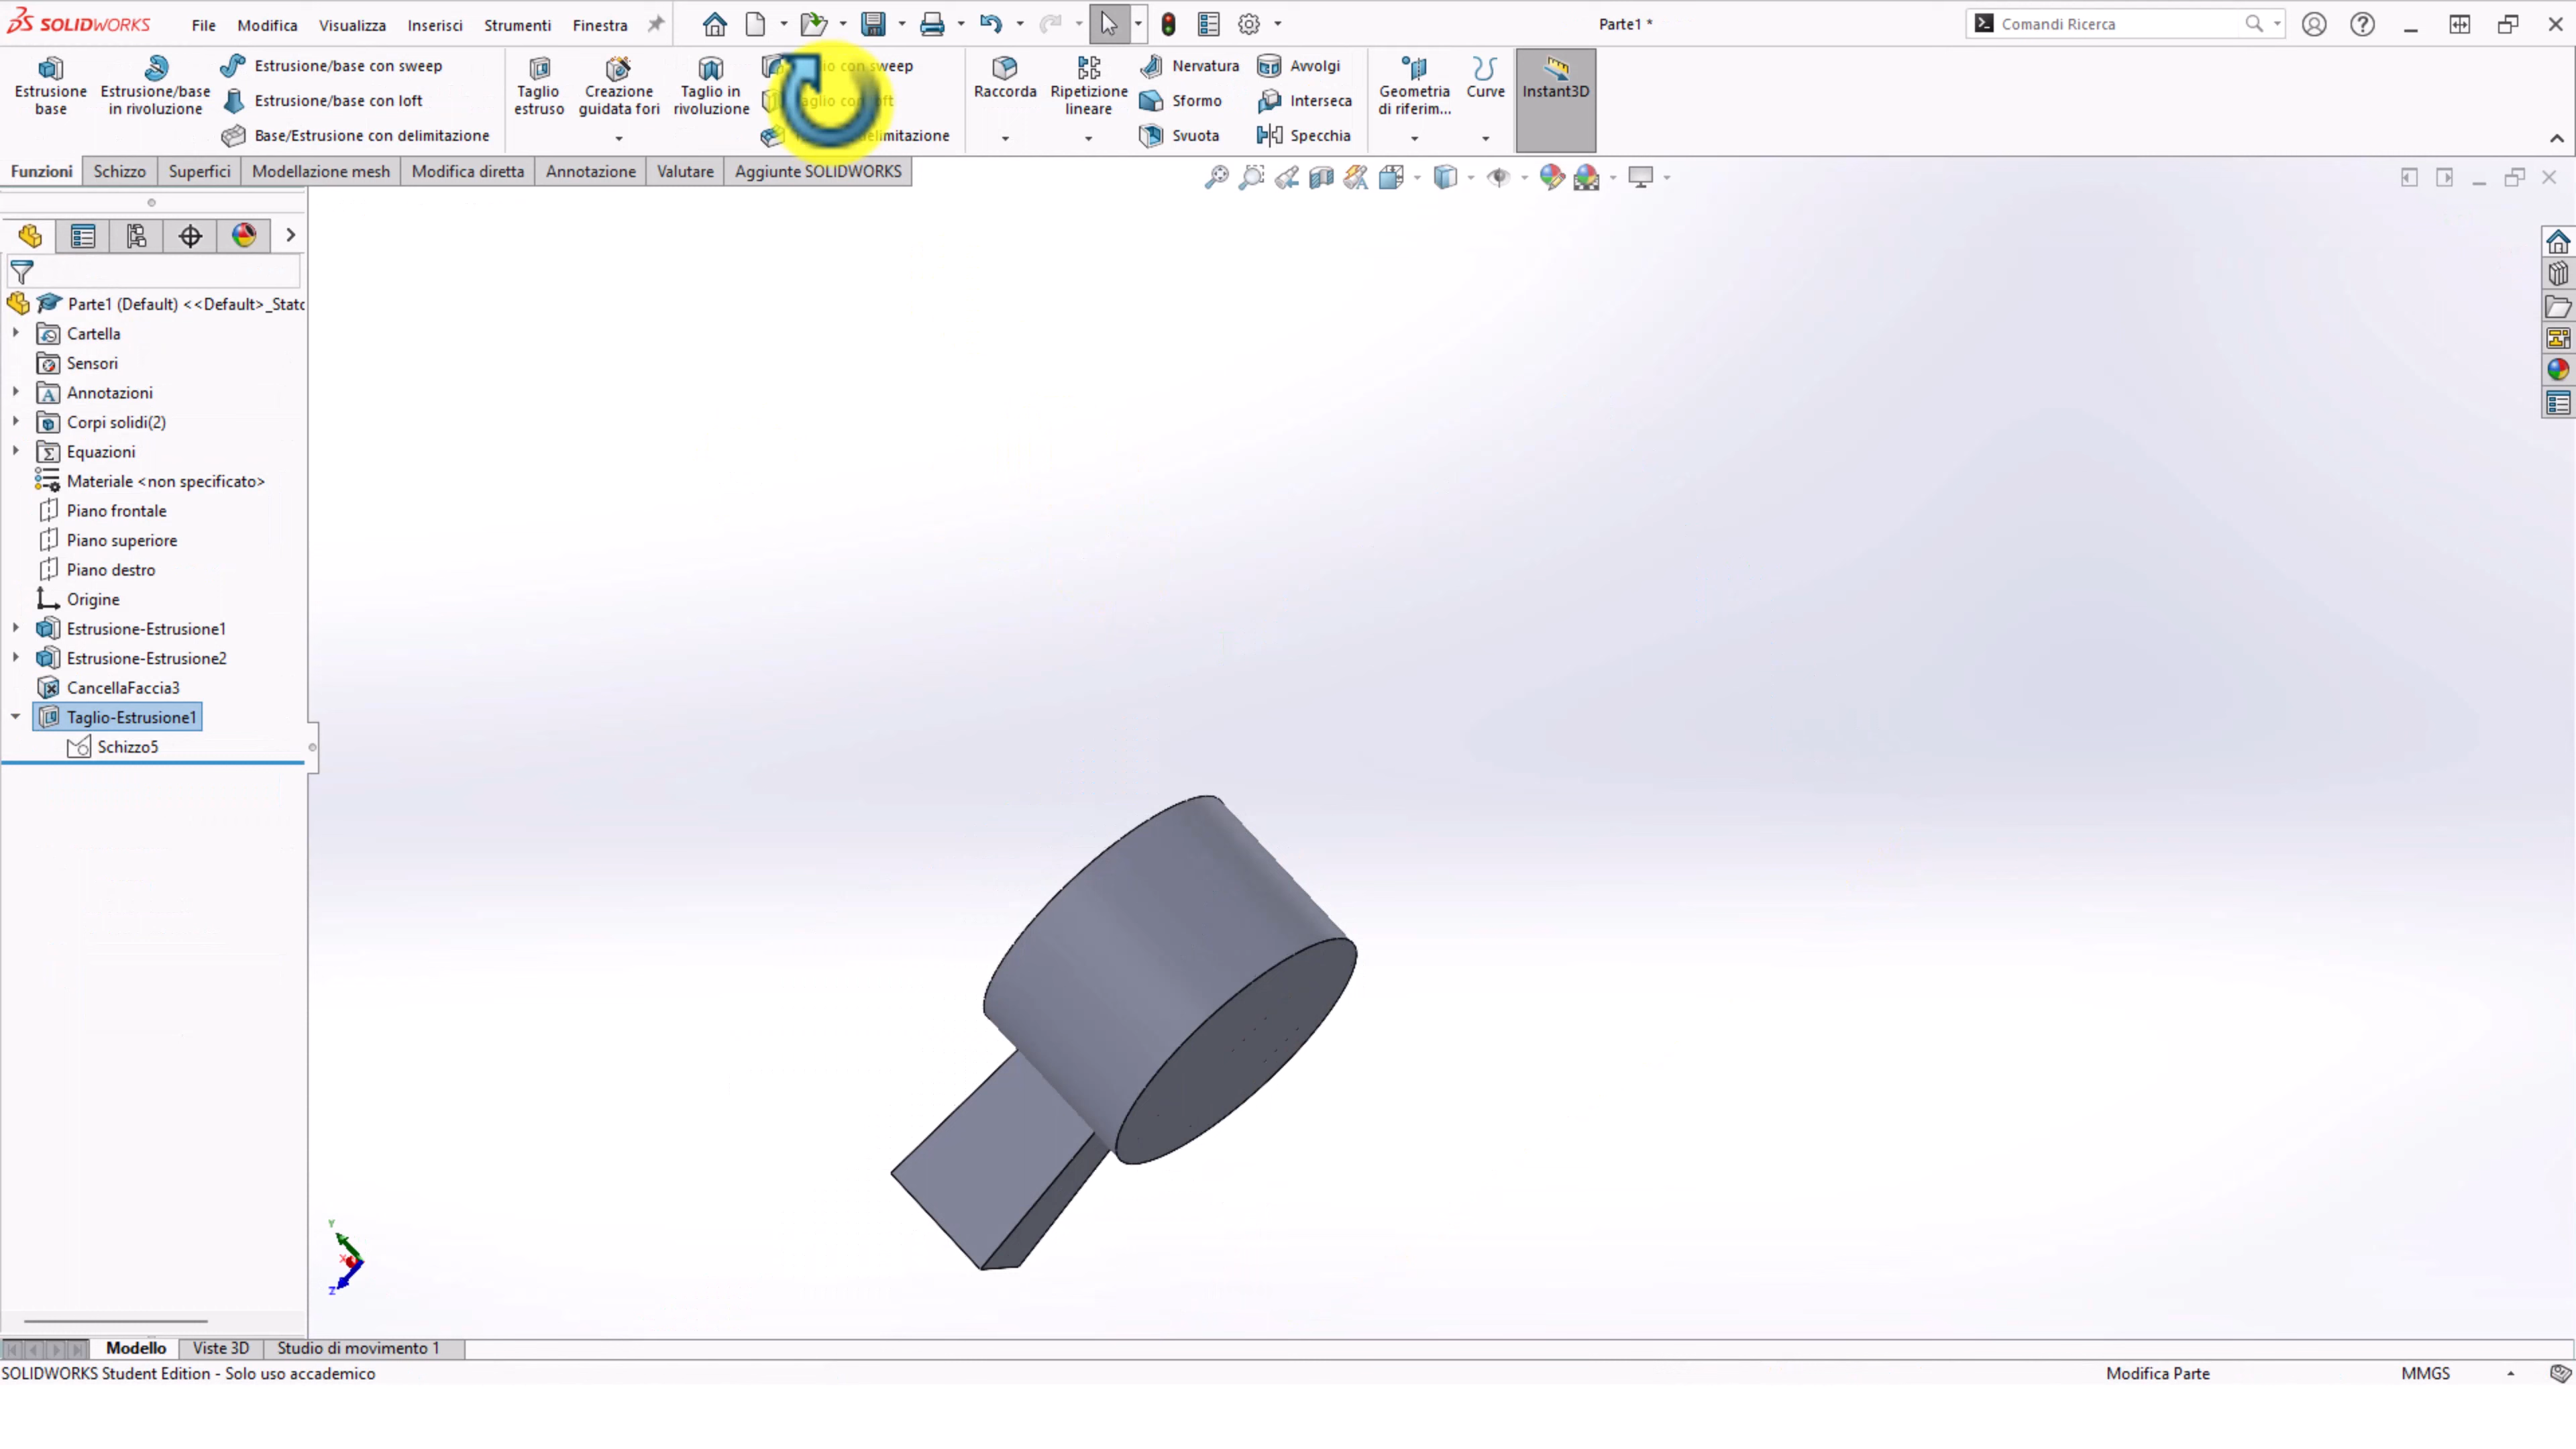 SOLIDWORKS File Modifica Visualizza Inserisci Strumenti Finestra Parte1 * Comandi Ricerca
Estrusione base
Estrusione/base in rivoluzione
Estrusione/base con sweep
Estrusione/base con loft
Base/Estrusione con delimitazione
Taglio estruso
Creazione guidata fori
Taglio in rivoluzione
con sweep
delimitazione
Raccorda
Ripetizione lineare
Nervatura
Sformo
Svuota
Avvolgi
Interseca
Specchia
Geometria di riferim...
Curve
Instant3D
Funzioni Schizzo Superfici Modellazione mesh Modifica diretta Annotazione Valutare Aggiunte SOLIDWORKS
Parte1 (Default) <<Default>_Stato
Cartella
Sensori
Annotazioni
Corpi solidi(2)
Equazioni
Materiale <non specificato>
Piano frontale
Piano superiore
Piano destro
Origine
Estrusione-Estrusione1
Estrusione-Estrusione2
CancellaFaccia3
Taglio-Estrusione1
Schizzo5
Y
X
Z
Modello Viste 3D Studio di movimento 1
SOLIDWORKS Student Edition - Solo uso accademico Modifica Parte MMGS